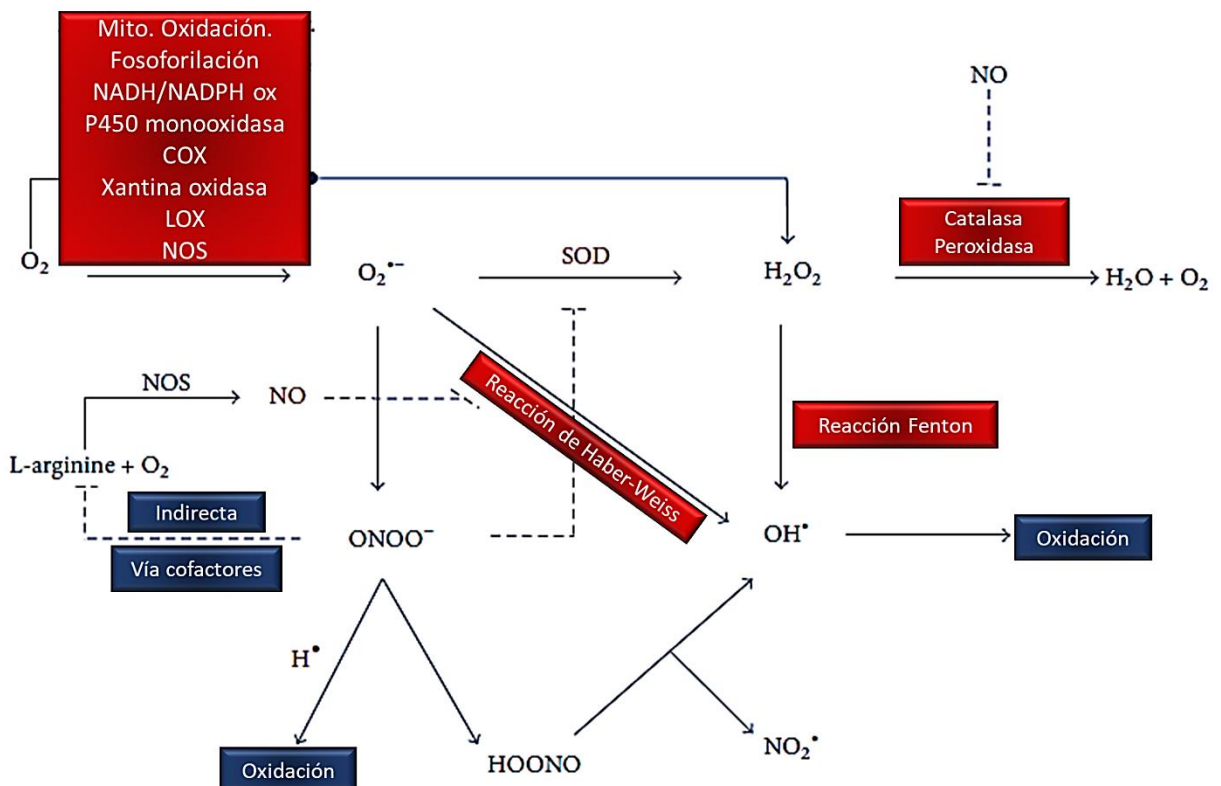 Mito. Oxidación.
Fosoforilación
NADH/NADPH ox
P450 monooxidasa
COX
Xantina oxidasa
LOX
NOS
NO
Catalasa
Peroxidasa
O₂
O₂•⁻
SOD
H₂O₂
H₂O + O₂
NOS
NO
Reacción de Haber-Weiss
Reacción Fenton
L-arginine + O₂
Indirecta
Vía cofactores
ONOO⁻
OH•
Oxidación
H•
Oxidación
HOONO
NO₂•